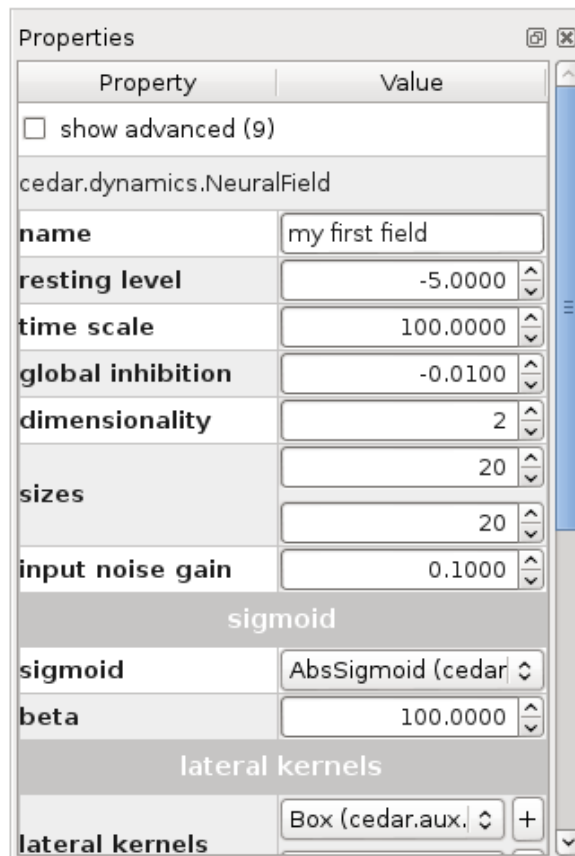 Properties
Property Value
show advanced (9)
cedar.dynamics.NeuralField
name my first field
resting level -5.0000
time scale 100.0000
global inhibition -0.0100
dimensionality 2
20
sizes
20
input noise gain 0.1000
sigmoid
sigmoid AbsSigmoid (cedar
beta 100.0000
lateral kernels
Box (cedar.aux. +
lateral kernels